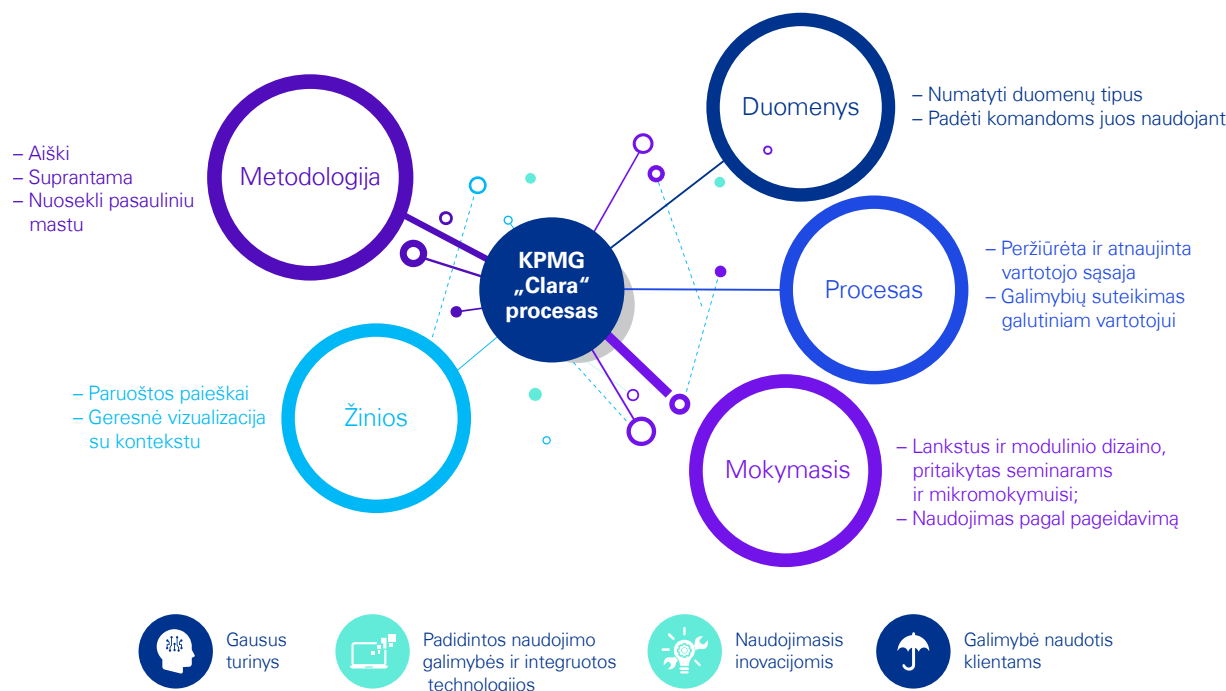 Metodologija
– Aiški
– Suprantama
– Nuosekli pasauliniu
mastu
Duomenys
– Numatyti duomenų tipus
– Padėti komandoms juos naudojant
KPMG
„Clara“
procesas
Procesas
– Peržiūrėta ir atnaujinta
vartotojo sąsaja
– Galimybių suteikimas
galutiniam vartotojui
Žinios
– Paruoštos paieškai
– Geresnė vizualizacija
su kontekstu
Mokymasis
– Lankstus ir modulinio dizaino,
pritaikytas seminarams
ir mikromokymuisi;
– Naudojimas pagal pageidavimą
Gausus
turinys
Padidintos naudojimo
galimybės ir integruotos
technologijos
Naudojimasis
inovacijomis
Galimybė naudotis
klientams